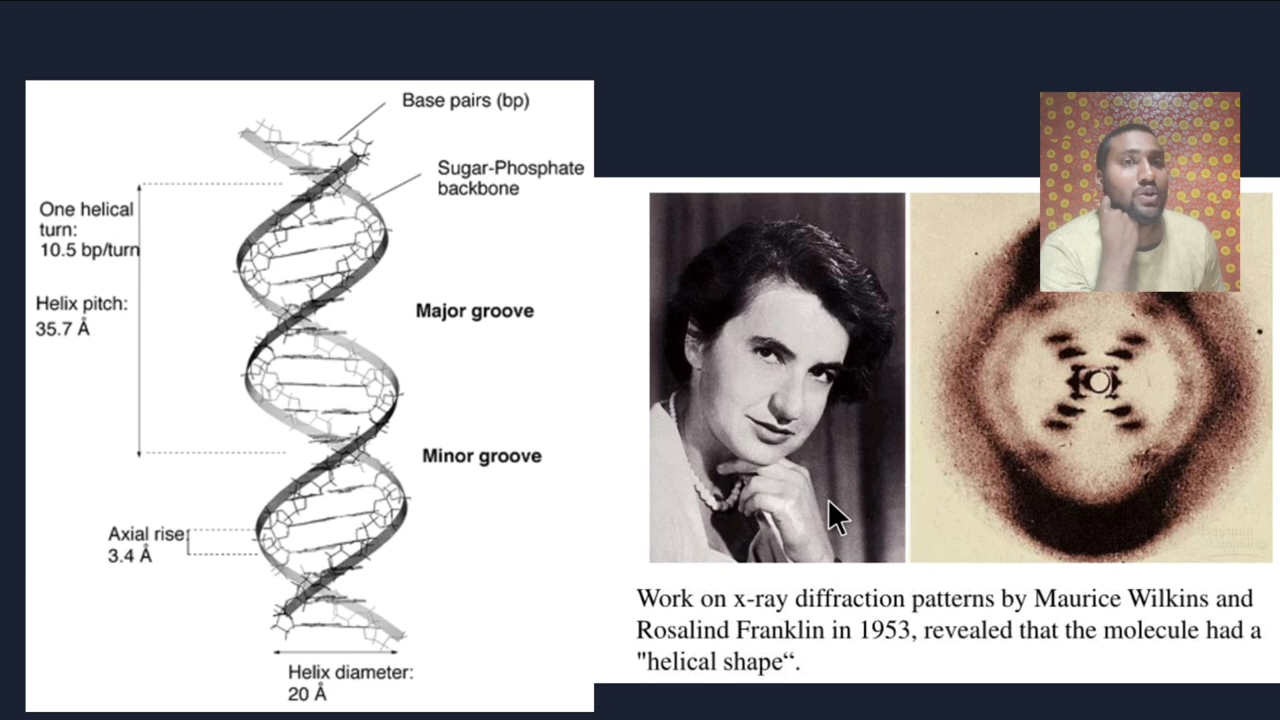 Base pairs (bp)
Sugar-Phosphate
backbone
One helical
turn:
10.5 bp/turn
Helix pitch:
35.7 Å
Major groove
Minor groove
Axial rise:
3.4 Å
Helix diameter:
20 Å
Work on x-ray diffraction patterns by Maurice Wilkins and
Rosalind Franklin in 1953, revealed that the molecule had a
"helical shape“.